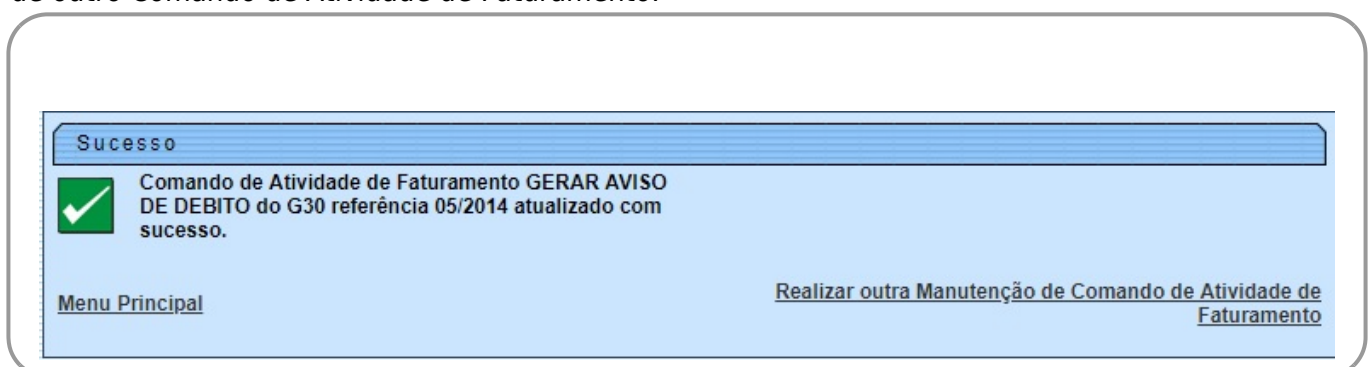 de outro Comando de Atividade de Faturamento.
Sucesso
Comando de Atividade de Faturamento GERAR AVISO
DE DEBITO do G30 referência 05/2014 atualizado com
sucesso.
Menu Principal
Realizar outra Manutenção de Comando de Atividade de
Faturamento